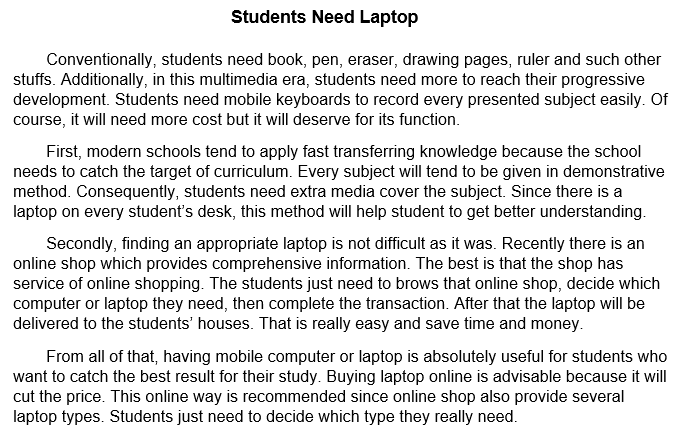 Students Need Laptop
Conventionally, students need book, pen, eraser, drawing pages, ruler and such other
stuffs. Additionally, in this multimedia era, students need more to reach their progressive
development. Students need mobile keyboards to record every presented subject easily. Of
course, it will need more cost but it will deserve for its function.
First, modern schools tend to apply fast transferring knowledge because the school
needs to catch the target of curriculum. Every subject will tend to be given in demonstrative
method. Consequently, students need extra media cover the subject. Since there is a
laptop on every student’s desk, this method will help student to get better understanding.
Secondly, finding an appropriate laptop is not difficult as it was. Recently there is an
online shop which provides comprehensive information. The best is that the shop has
service of online shopping. The students just need to brows that online shop, decide which
computer or laptop they need, then complete the transaction. After that the laptop will be
delivered to the students’ houses. That is really easy and save time and money.
From all of that, having mobile computer or laptop is absolutely useful for students who
want to catch the best result for their study. Buying laptop online is advisable because it will
cut the price. This online way is recommended since online shop also provide several
laptop types. Students just need to decide which type they really need.